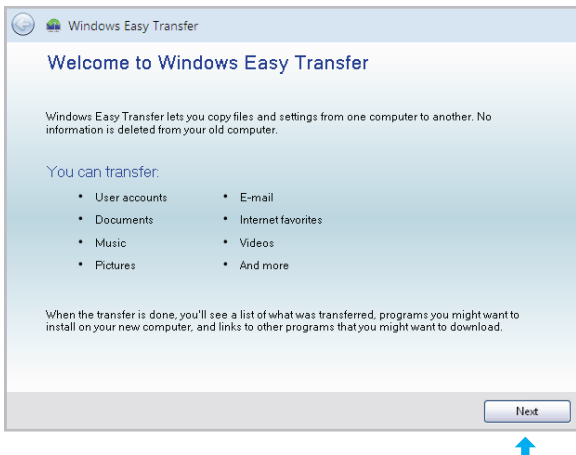 Windows Easy Transfer
Welcome to Windows Easy Transfer
Windows Easy Transfer lets you copy files and settings from one computer to another. No
information is deleted from your old computer.
You can transfer:
• User accounts
• Documents
• Music
• Pictures
• E-mail
• Internet favorites
• Videos
• And more
When the transfer is done, you'll see a list of what was transferred, programs you might want to
install on your new computer, and links to other programs that you might want to download.
Next